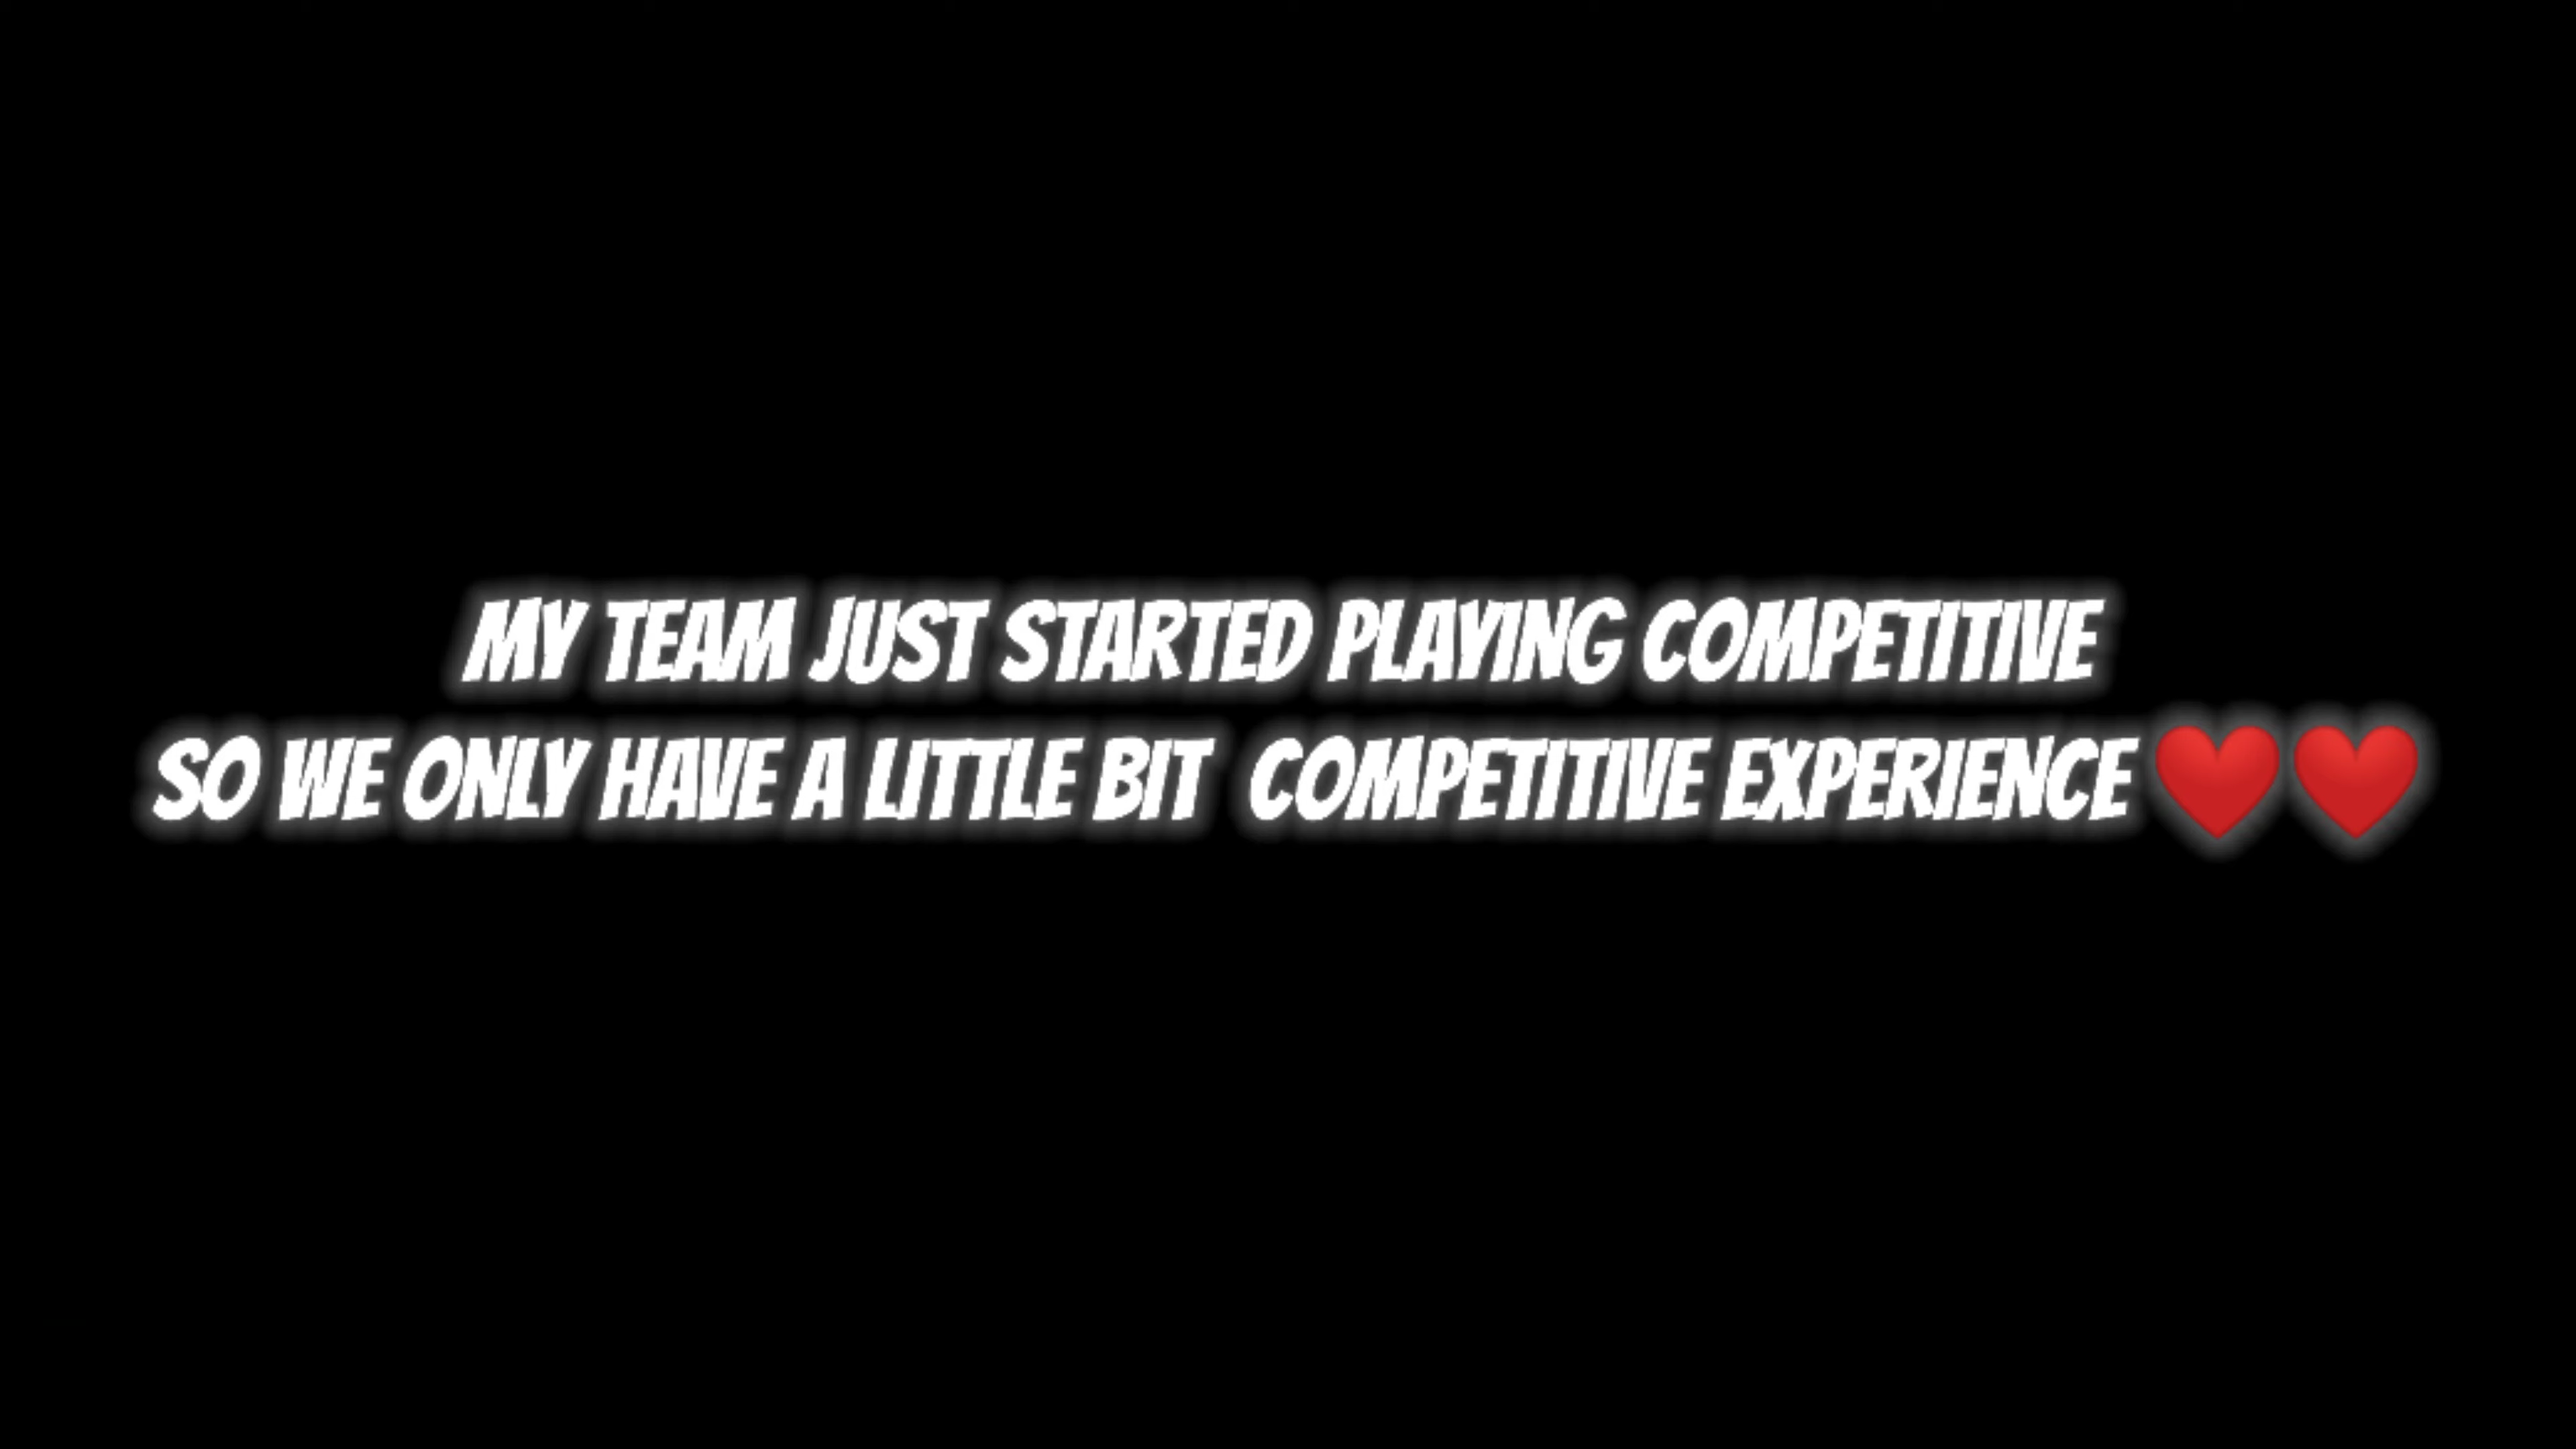 MY TEAM JUST STARTED PLAYING COMPETITIVE
SO WE ONLY HAVE A LITTLE BIT  COMPETITIVE EXPERIENCE ❤️❤️